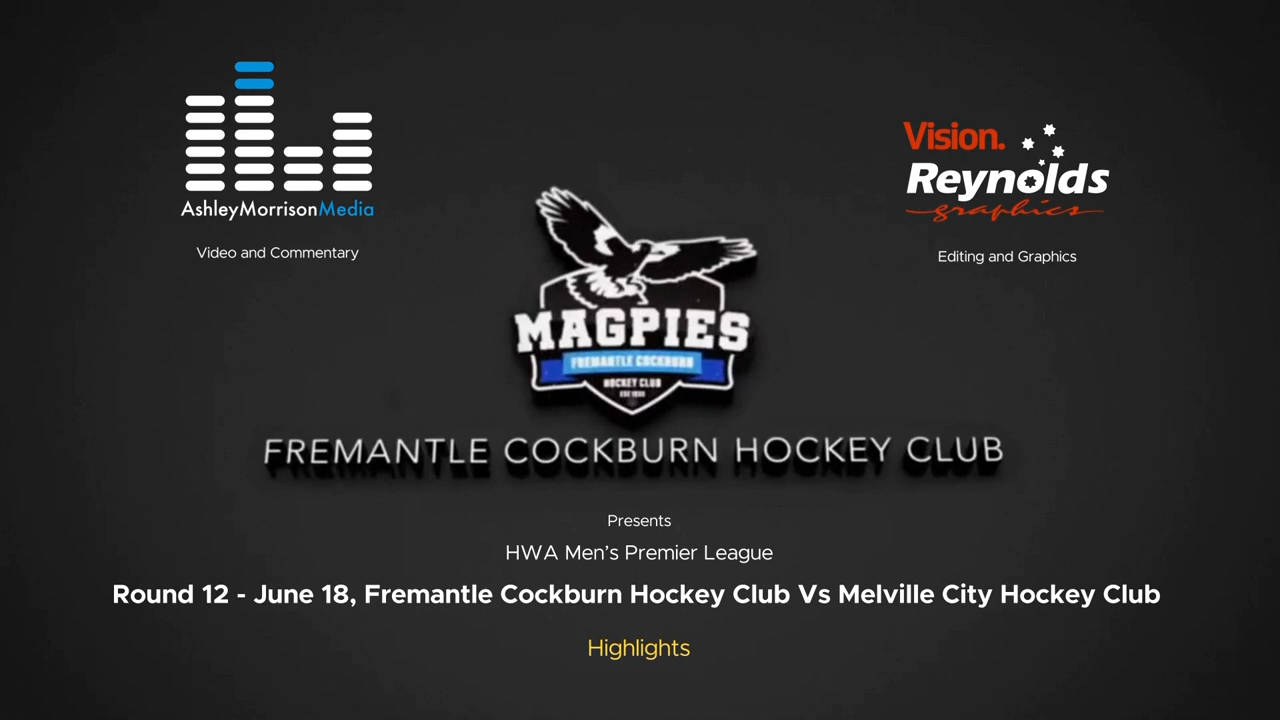 AshleyMorrisonMedia
Video and Commentary
Vision.
Reynolds
graphics
Editing and Graphics
MAGPIES
FREMANTLE COCKBURN
HOCKEY CLUB
FREMANTLE COCKBURN HOCKEY CLUB
Presents
HWA Men's Premier League
Round 12 - June 18, Fremantle Cockburn Hockey Club Vs Melville City Hockey Club
Highlights